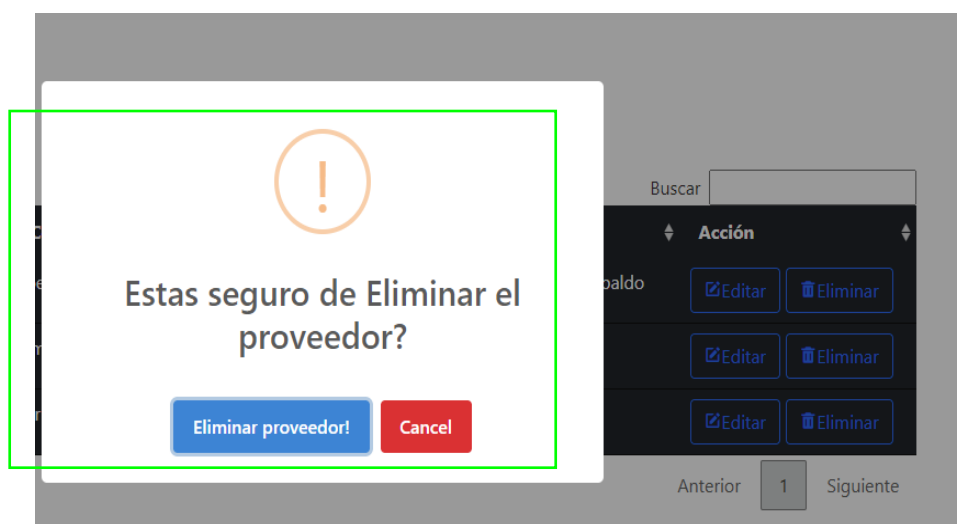 Buscar
Acción
Estas seguro de Eliminar el
proveedor?
paldo
Editar Eliminar
Editar Eliminar
Eliminar proveedor! Cancel
Editar Eliminar
Anterior 1 Siguiente